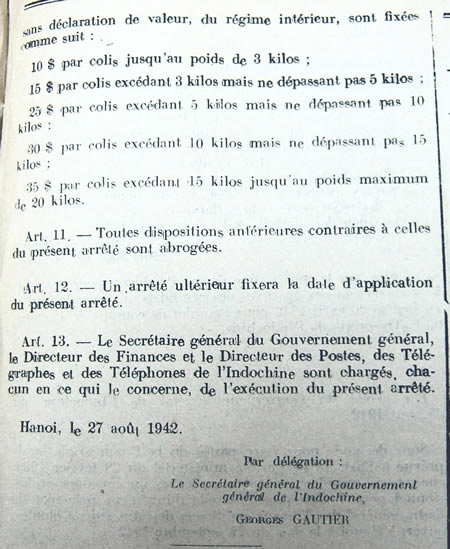 sans déclaration de valeur, du régime intérieur, sont fixées
comme suit :
10 $ par colis jusqu'au poids de 3 kilos ;
15 $ par colis excédant 3 kilos mais ne dépassant pas 5 kilos ;
25 $ par colis excédant 5 kilos mais ne dépassant pas 10
kilos :
30 $ par colis excédant 10 kilos mais ne dépassant pas 15
kilos ;
35 $ par colis excédant 15 kilos jusqu'au poids maximum
de 20 kilos.
Art. 11. — Toutes dispositions antérieures contraires à celles
du présent arrêté sont abrogées.
Art. 12. — Un arrêté ultérieur fixera la date d'application
du présent arrêté.
Art. 13. — Le Secrétaire général du Gouvernement général,
le Directeur des Finances et le Directeur des Postes, des Télé-
graphes et des Téléphones de l'Indochine sont chargés, cha-
cun en ce qui le concerne, de l'exécution du présent arrêté.
Hanoi, le 27 août 1942.
Par délégation :
Le Secrétaire général du Gouvernement
général de l'Indochine,
GEORGES GAUTIER